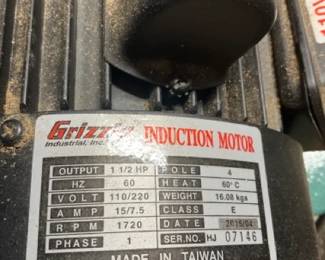 Grizzly INDUCTION MOTOR
Industrial, Inc.
OUTPUT 1 1/2 HP POLE 4
HZ 60 HEAT 60°C
VOLT 110/220 WEIGHT 16.08 kgs
AMP 15/7.5 CLASS E
RPM 1720 DATE 2015/04
PHASE 1 SER.NO. HJ 07146
MADE IN TAIWAN